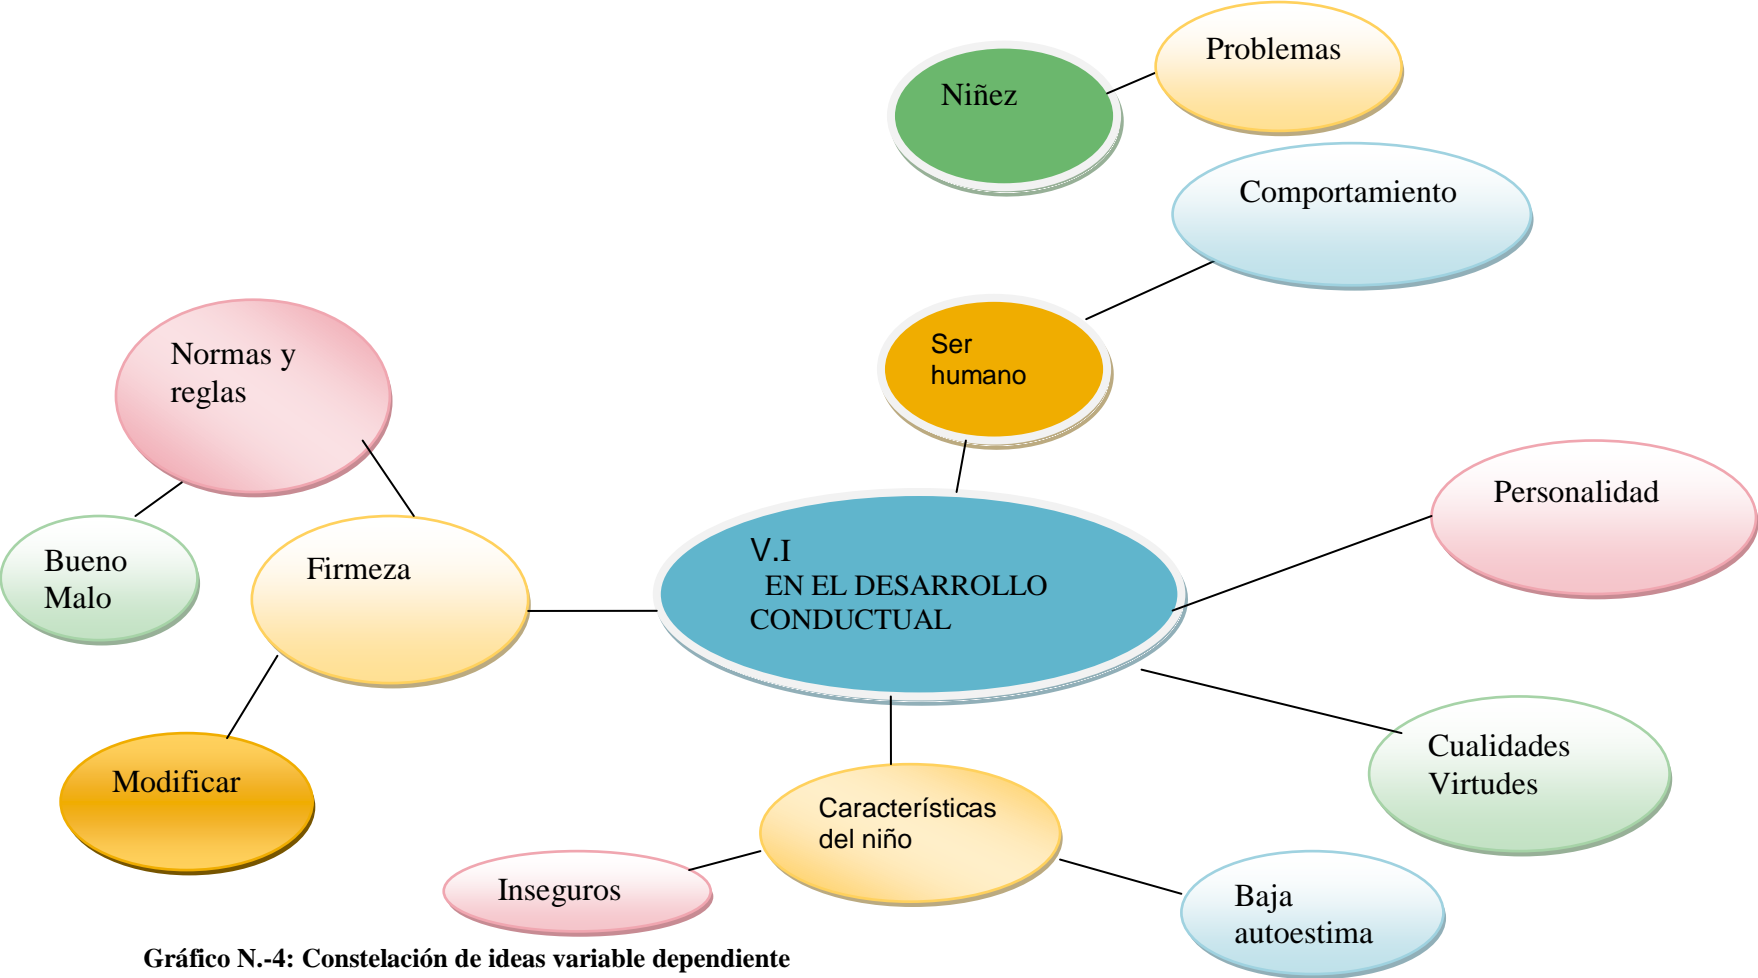 Problemas
Niñez
Comportamiento
Ser
humano
Normas y
reglas
Personalidad
Bueno
Malo
Firmeza
V.I
EN EL DESARROLLO
CONDUCTUAL
Cualidades
Virtudes
Modificar
Característícas
del niño
Inseguros
Baja
autoestima
Gráfico N.-4: Constelación de ideas variable dependiente